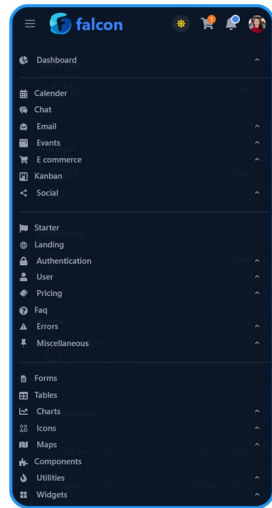 falcon
Dashboard
Calender
Chat
Email
Evants
E commerce
Kanban
Social
Starter
Landing
Authentication
User
Pricing
Faq
Errors
Miscellaneous
Forms
Tables
Charts
Icons
Maps
Components
Utilities
Widgets